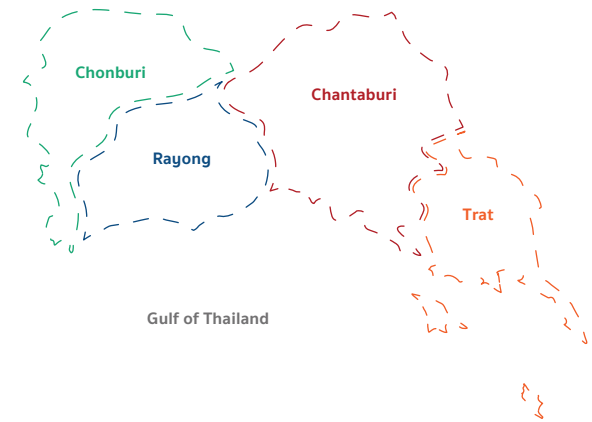 Chonburi
Chantaburi
Rayong
Trat
Gulf of Thailand